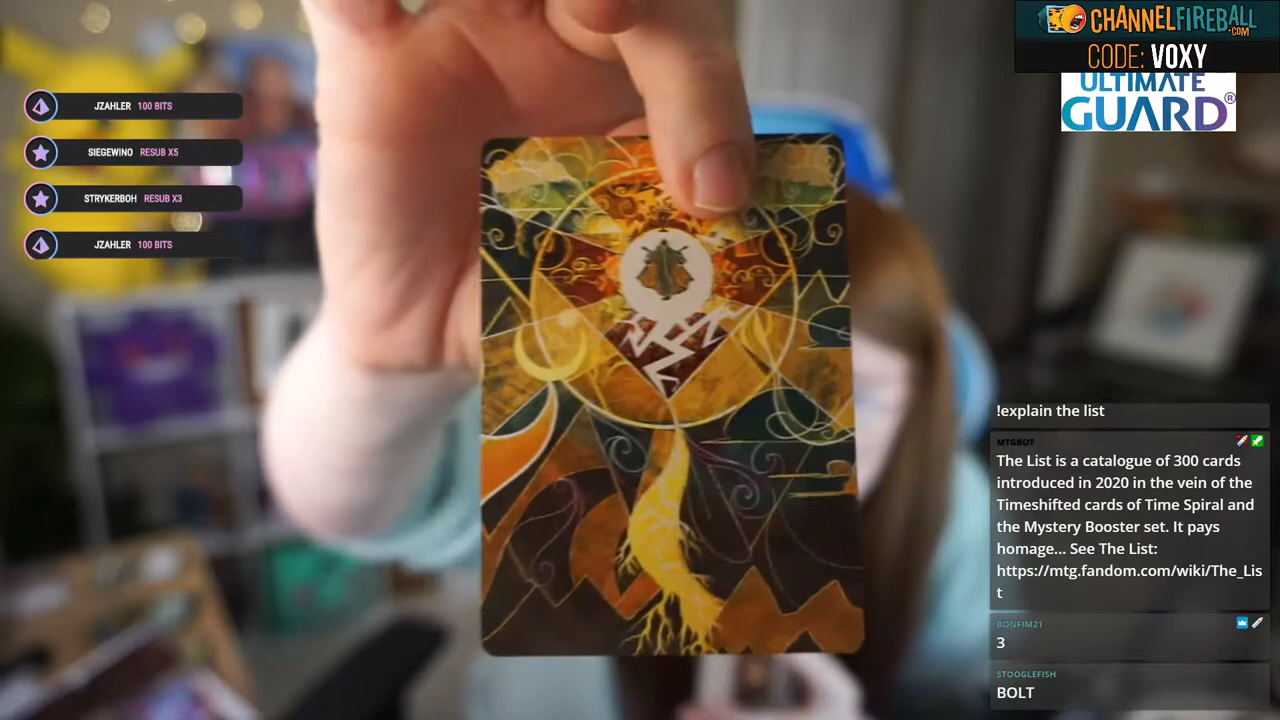 CHANNELFIREBALL
.COM
CODE: VOXY
ULTIMATE
GUARD®
JZAHLER 100 BITS
SIEGEWINO RESUB X5
STRYKERBOH RESUB X3
JZAHLER 100 BITS
!explain the list
MTGBOT
The List is a catalogue of 300 cards
introduced in 2020 in the vein of the
Timeshifted cards of Time Spiral and
the Mystery Booster set. It pays
homage... See The List:
https://mtg.fandom.com/wiki/The_Lis
t
BONFIM21
3
STOOGLEFISH
BOLT